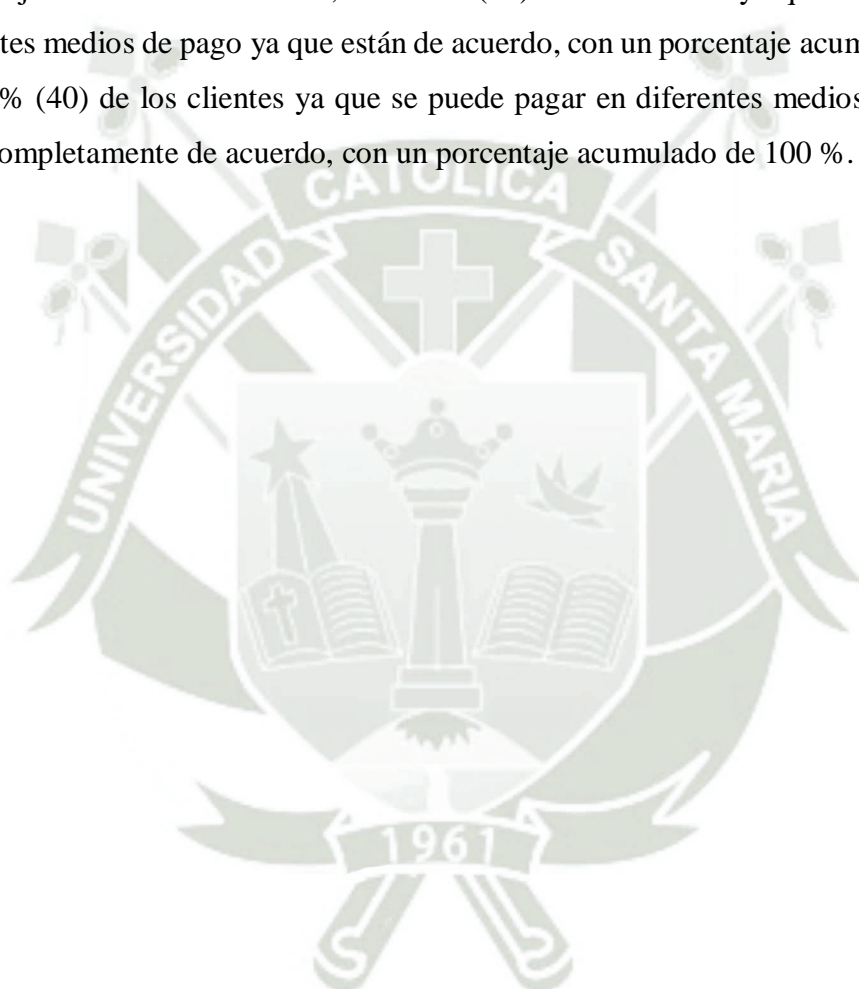 tes medios de pago ya que están de acuerdo, con un porcentaje acum
% (40) de los clientes ya que se puede pagar en diferentes medios
ompletamente de acuerdo, con un porcentaje acumulado de 100 %.
CATOLICA
UNIVERSIDAD
SANTA MARIA
1961